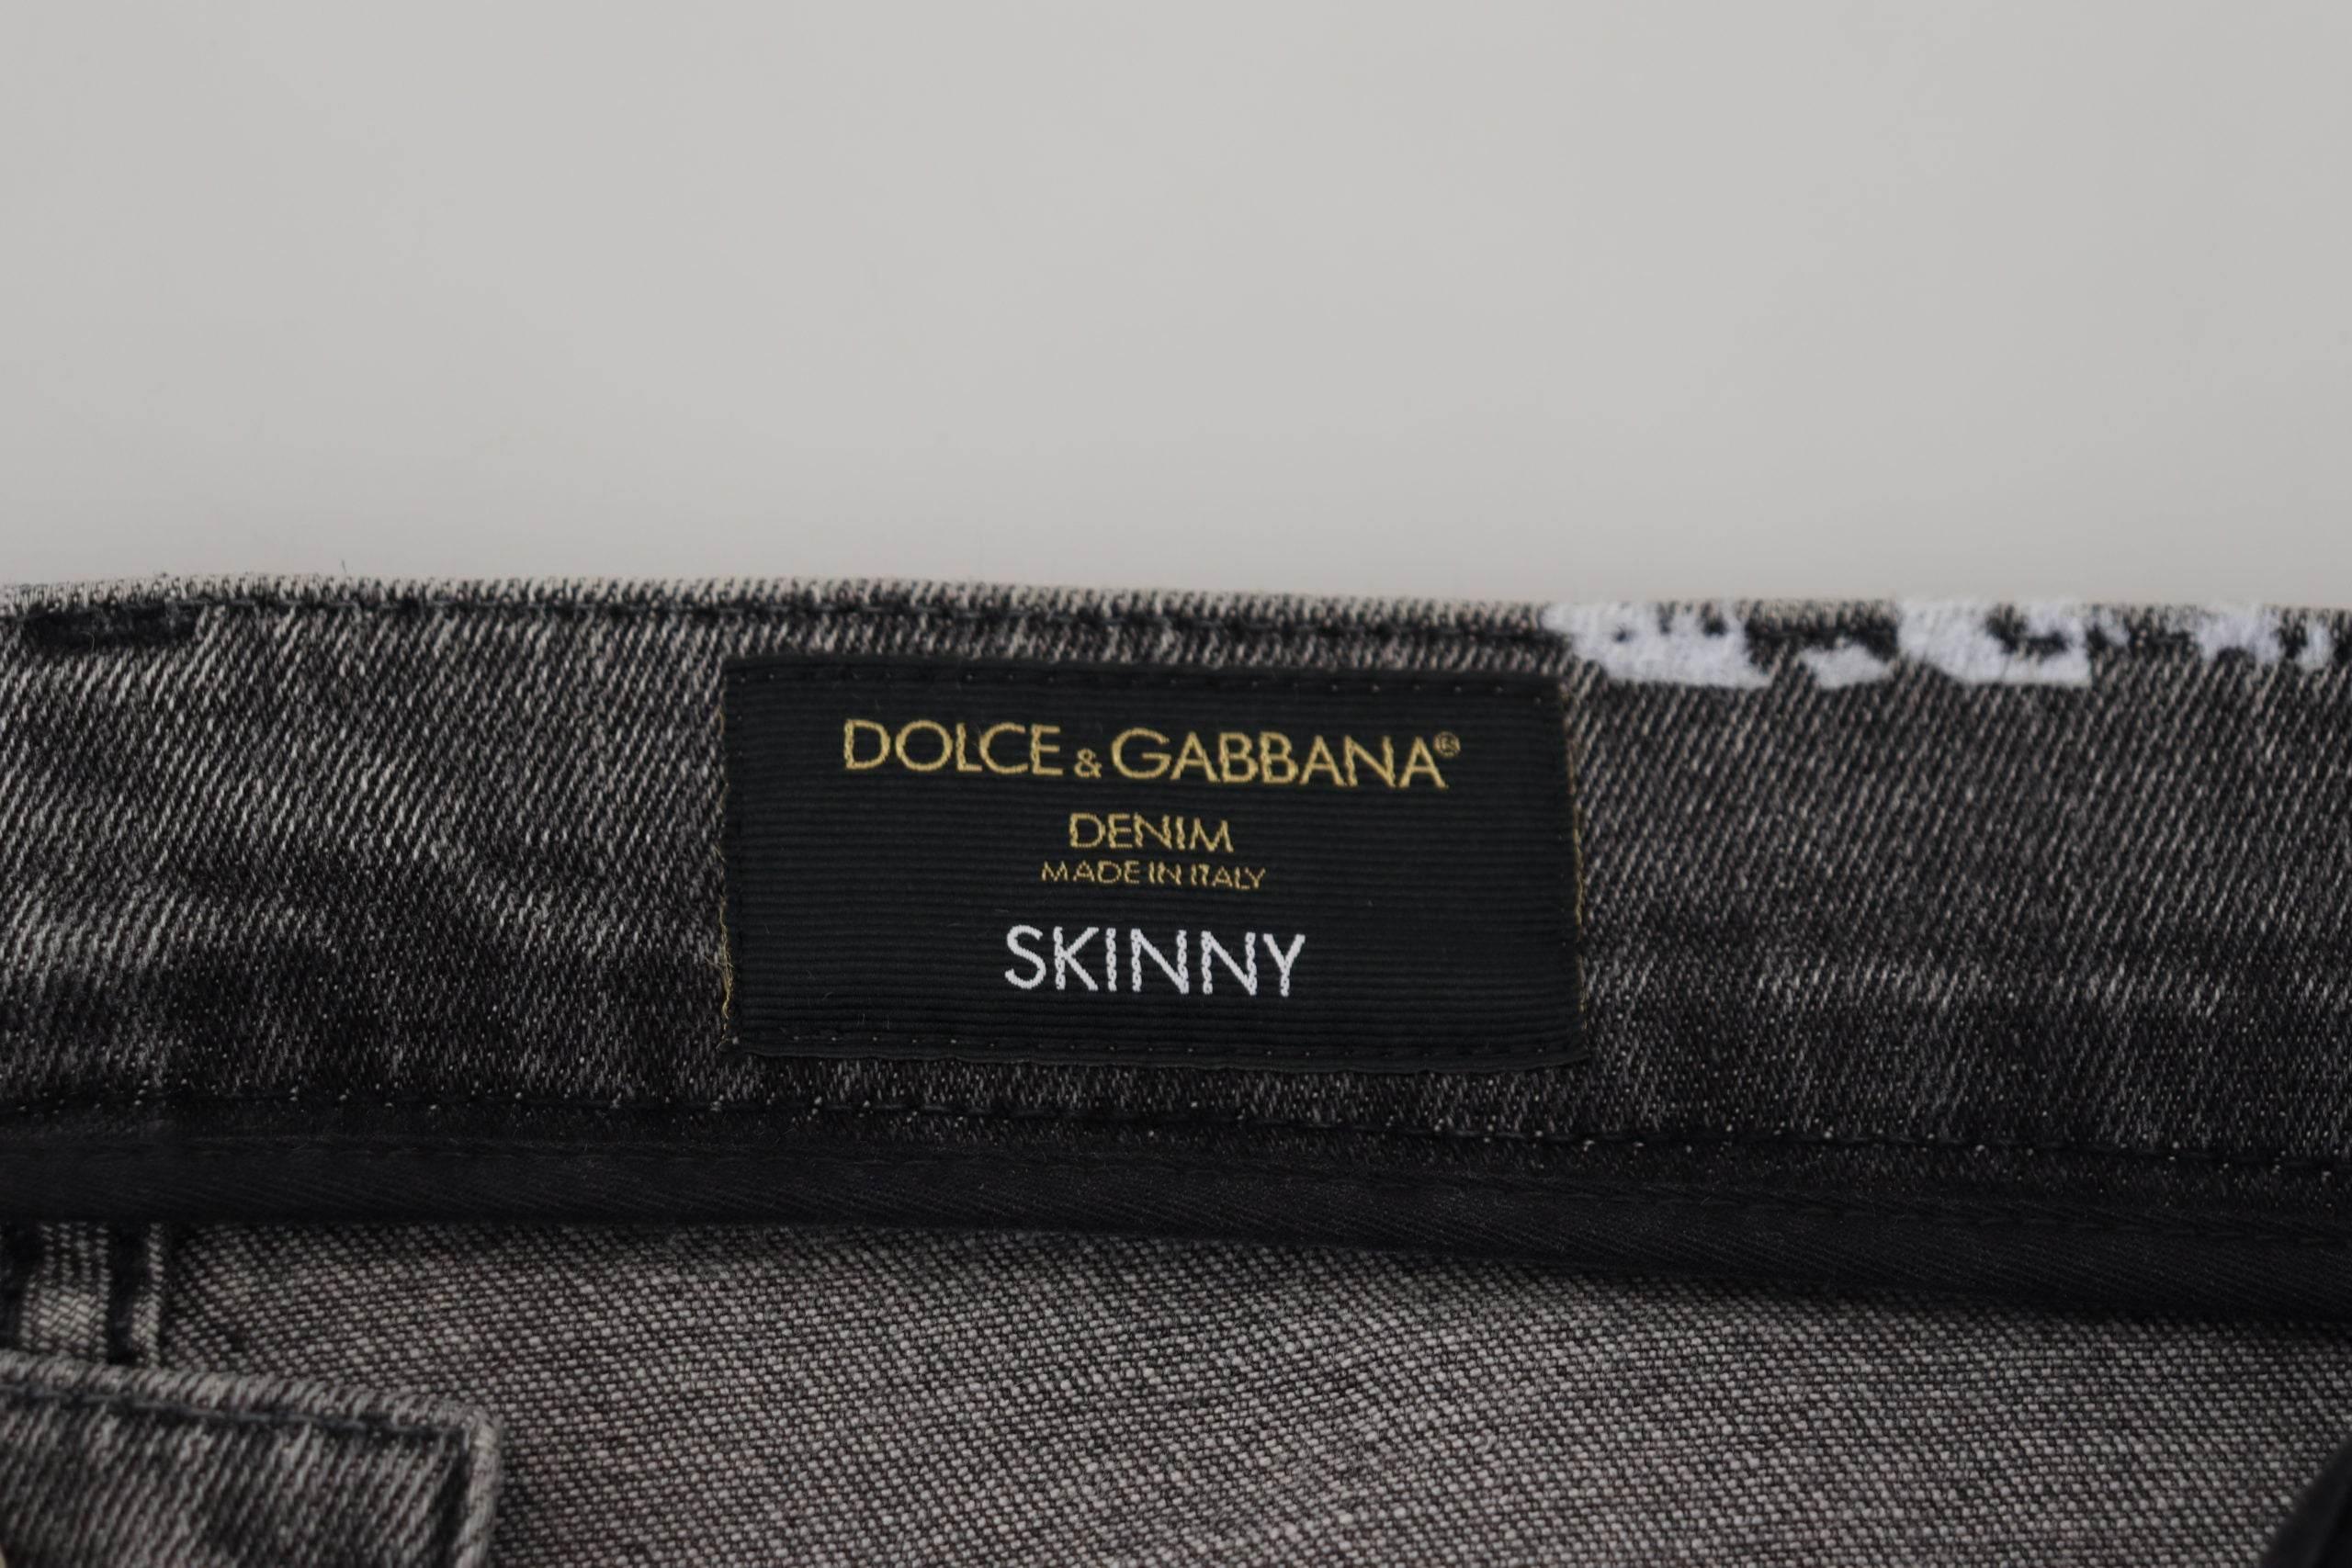 DOLCE & GABBANA®
DENIM
MADE IN ITALY
SKINNY